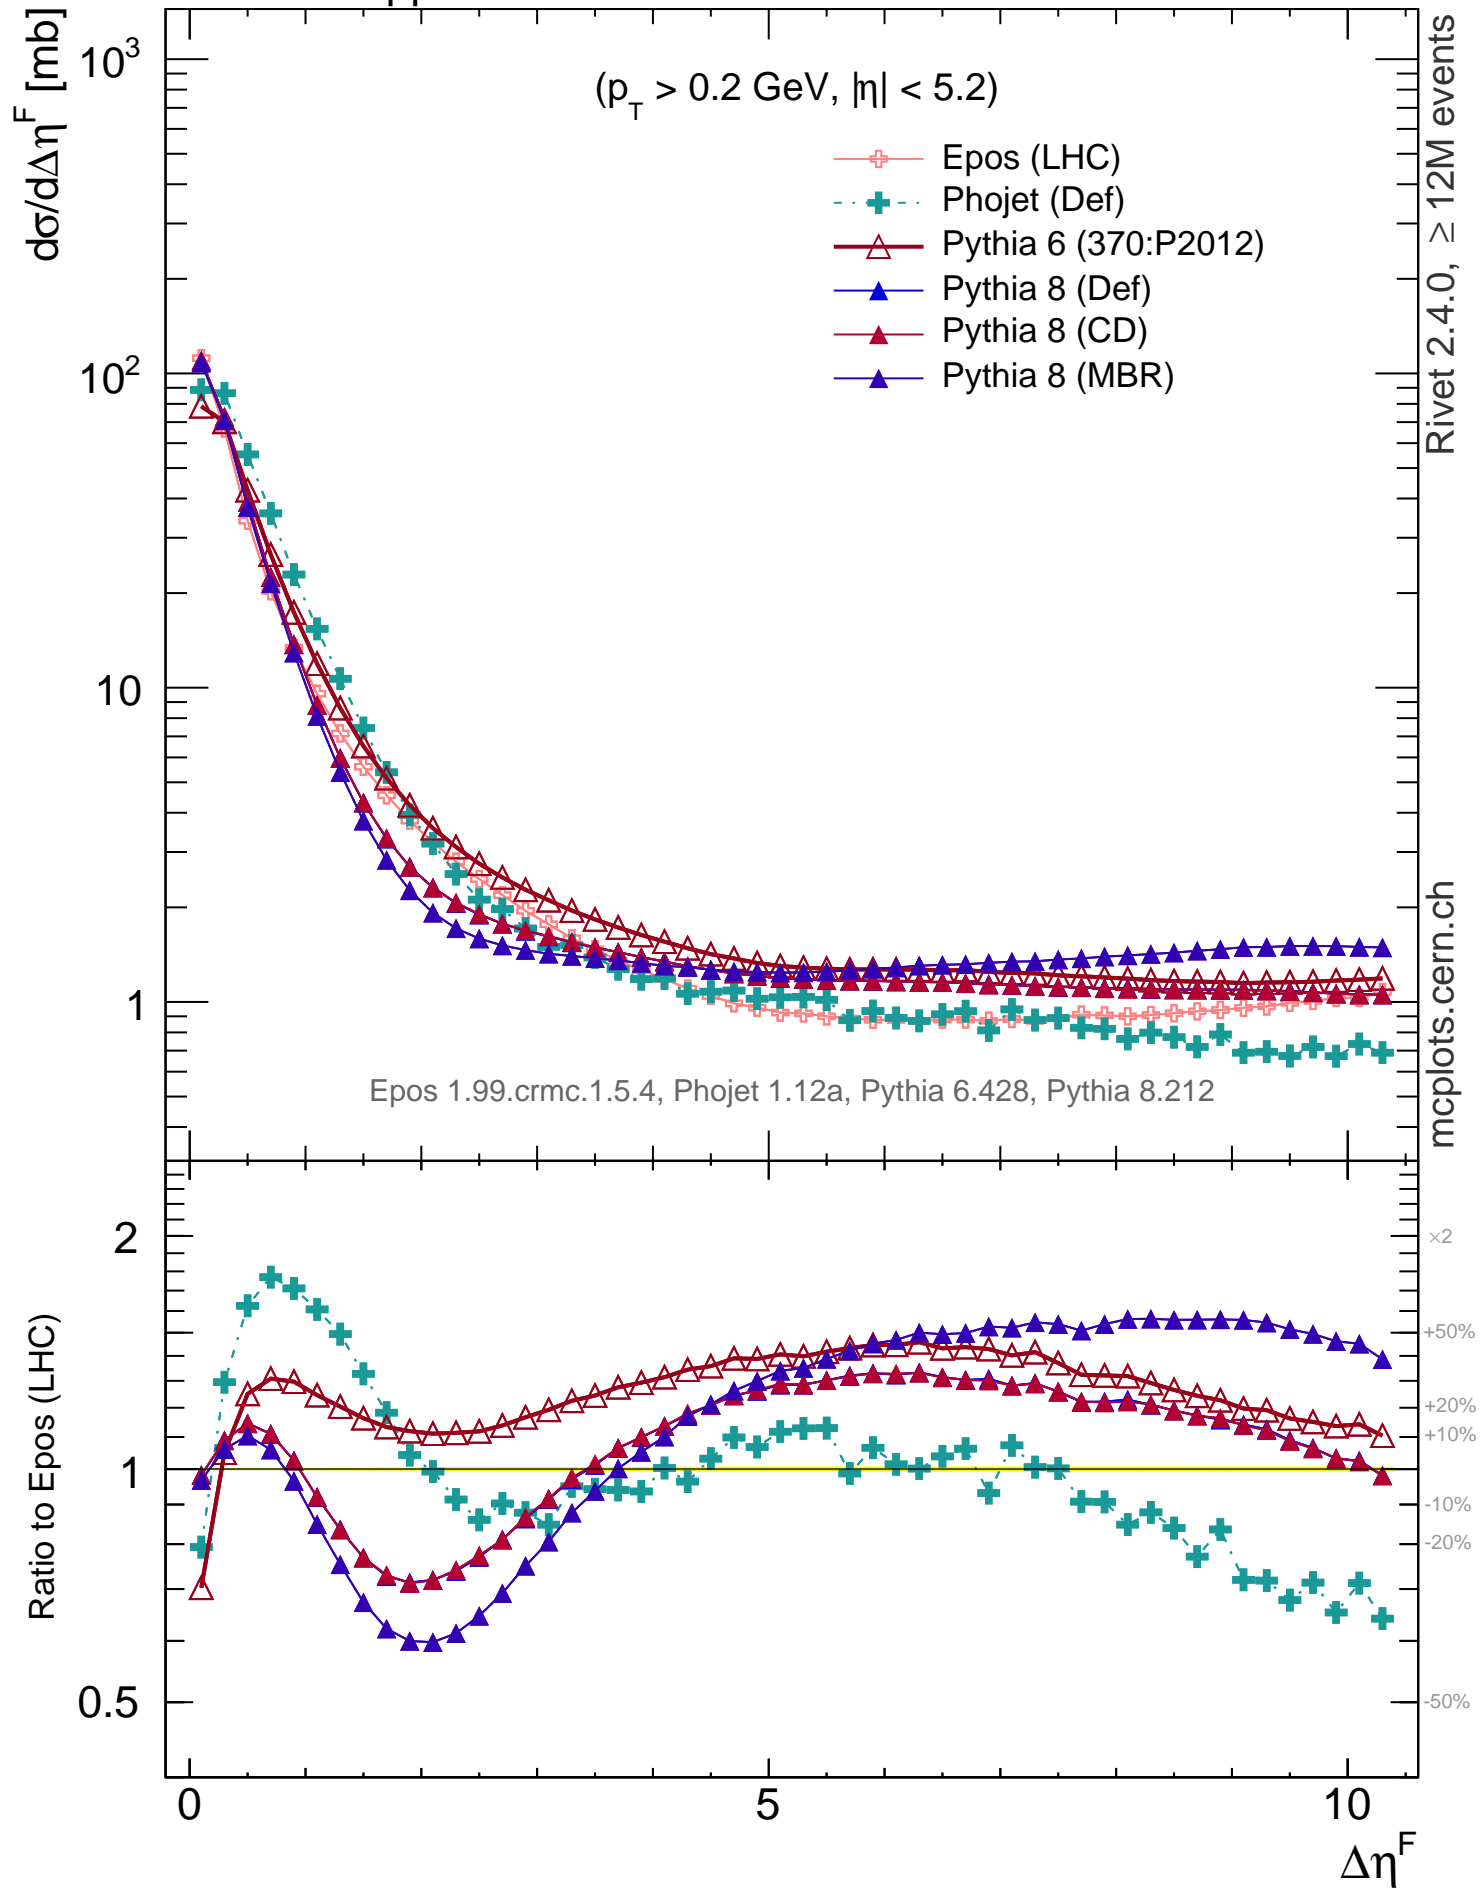 dσ/dΔη^F [mb]
(p_T > 0.2 GeV, |η| < 5.2)
Epos (LHC)
Phojet (Def)
Pythia 6 (370:P2012)
Pythia 8 (Def)
Pythia 8 (CD)
Pythia 8 (MBR)
10^3
10^2
10
1
Epos 1.99.crmc.1.5.4, Phojet 1.12a, Pythia 6.428, Pythia 8.212
Rivet 2.4.0, ≥ 12M events
mcplots.cern.ch
Ratio to Epos (LHC)
2
1
0.5
×2
+50%
+20%
+10%
-10%
-20%
-50%
0 5 10
Δη^F